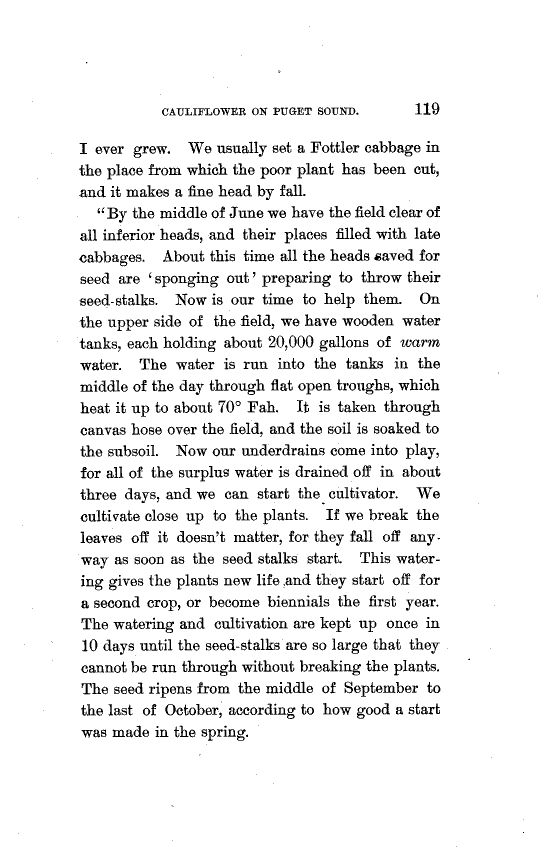 CAULIFLOWER ON PUGET SOUND. 119
I ever grew. We usually set a Fottler cabbage in
the place from which the poor plant has been cut,
and it makes a fine head by fall.
"By the middle of June we have the field clear of
all inferior heads, and their places filled with late
cabbages. About this time all the heads saved for
seed are 'sponging out' preparing to throw their
seed-stalks. Now is our time to help them. On
the upper side of the field, we have wooden water
tanks, each holding about 20,000 gallons of warm
water. The water is run into the tanks in the
middle of the day through flat open troughs, which
heat it up to about 70° Fah. It is taken through
canvas hose over the field, and the soil is soaked to
the subsoil. Now our underdrains come into play,
for all of the surplus water is drained off in about
three days, and we can start the cultivator. We
cultivate close up to the plants. If we break the
leaves off it doesn't matter, for they fall off any-
way as soon as the seed stalks start. This water-
ing gives the plants new life and they start off for
a second crop, or become biennials the first year.
The watering and cultivation are kept up once in
10 days until the seed-stalks are so large that they
cannot be run through without breaking the plants.
The seed ripens from the middle of September to
the last of October, according to how good a start
was made in the spring.